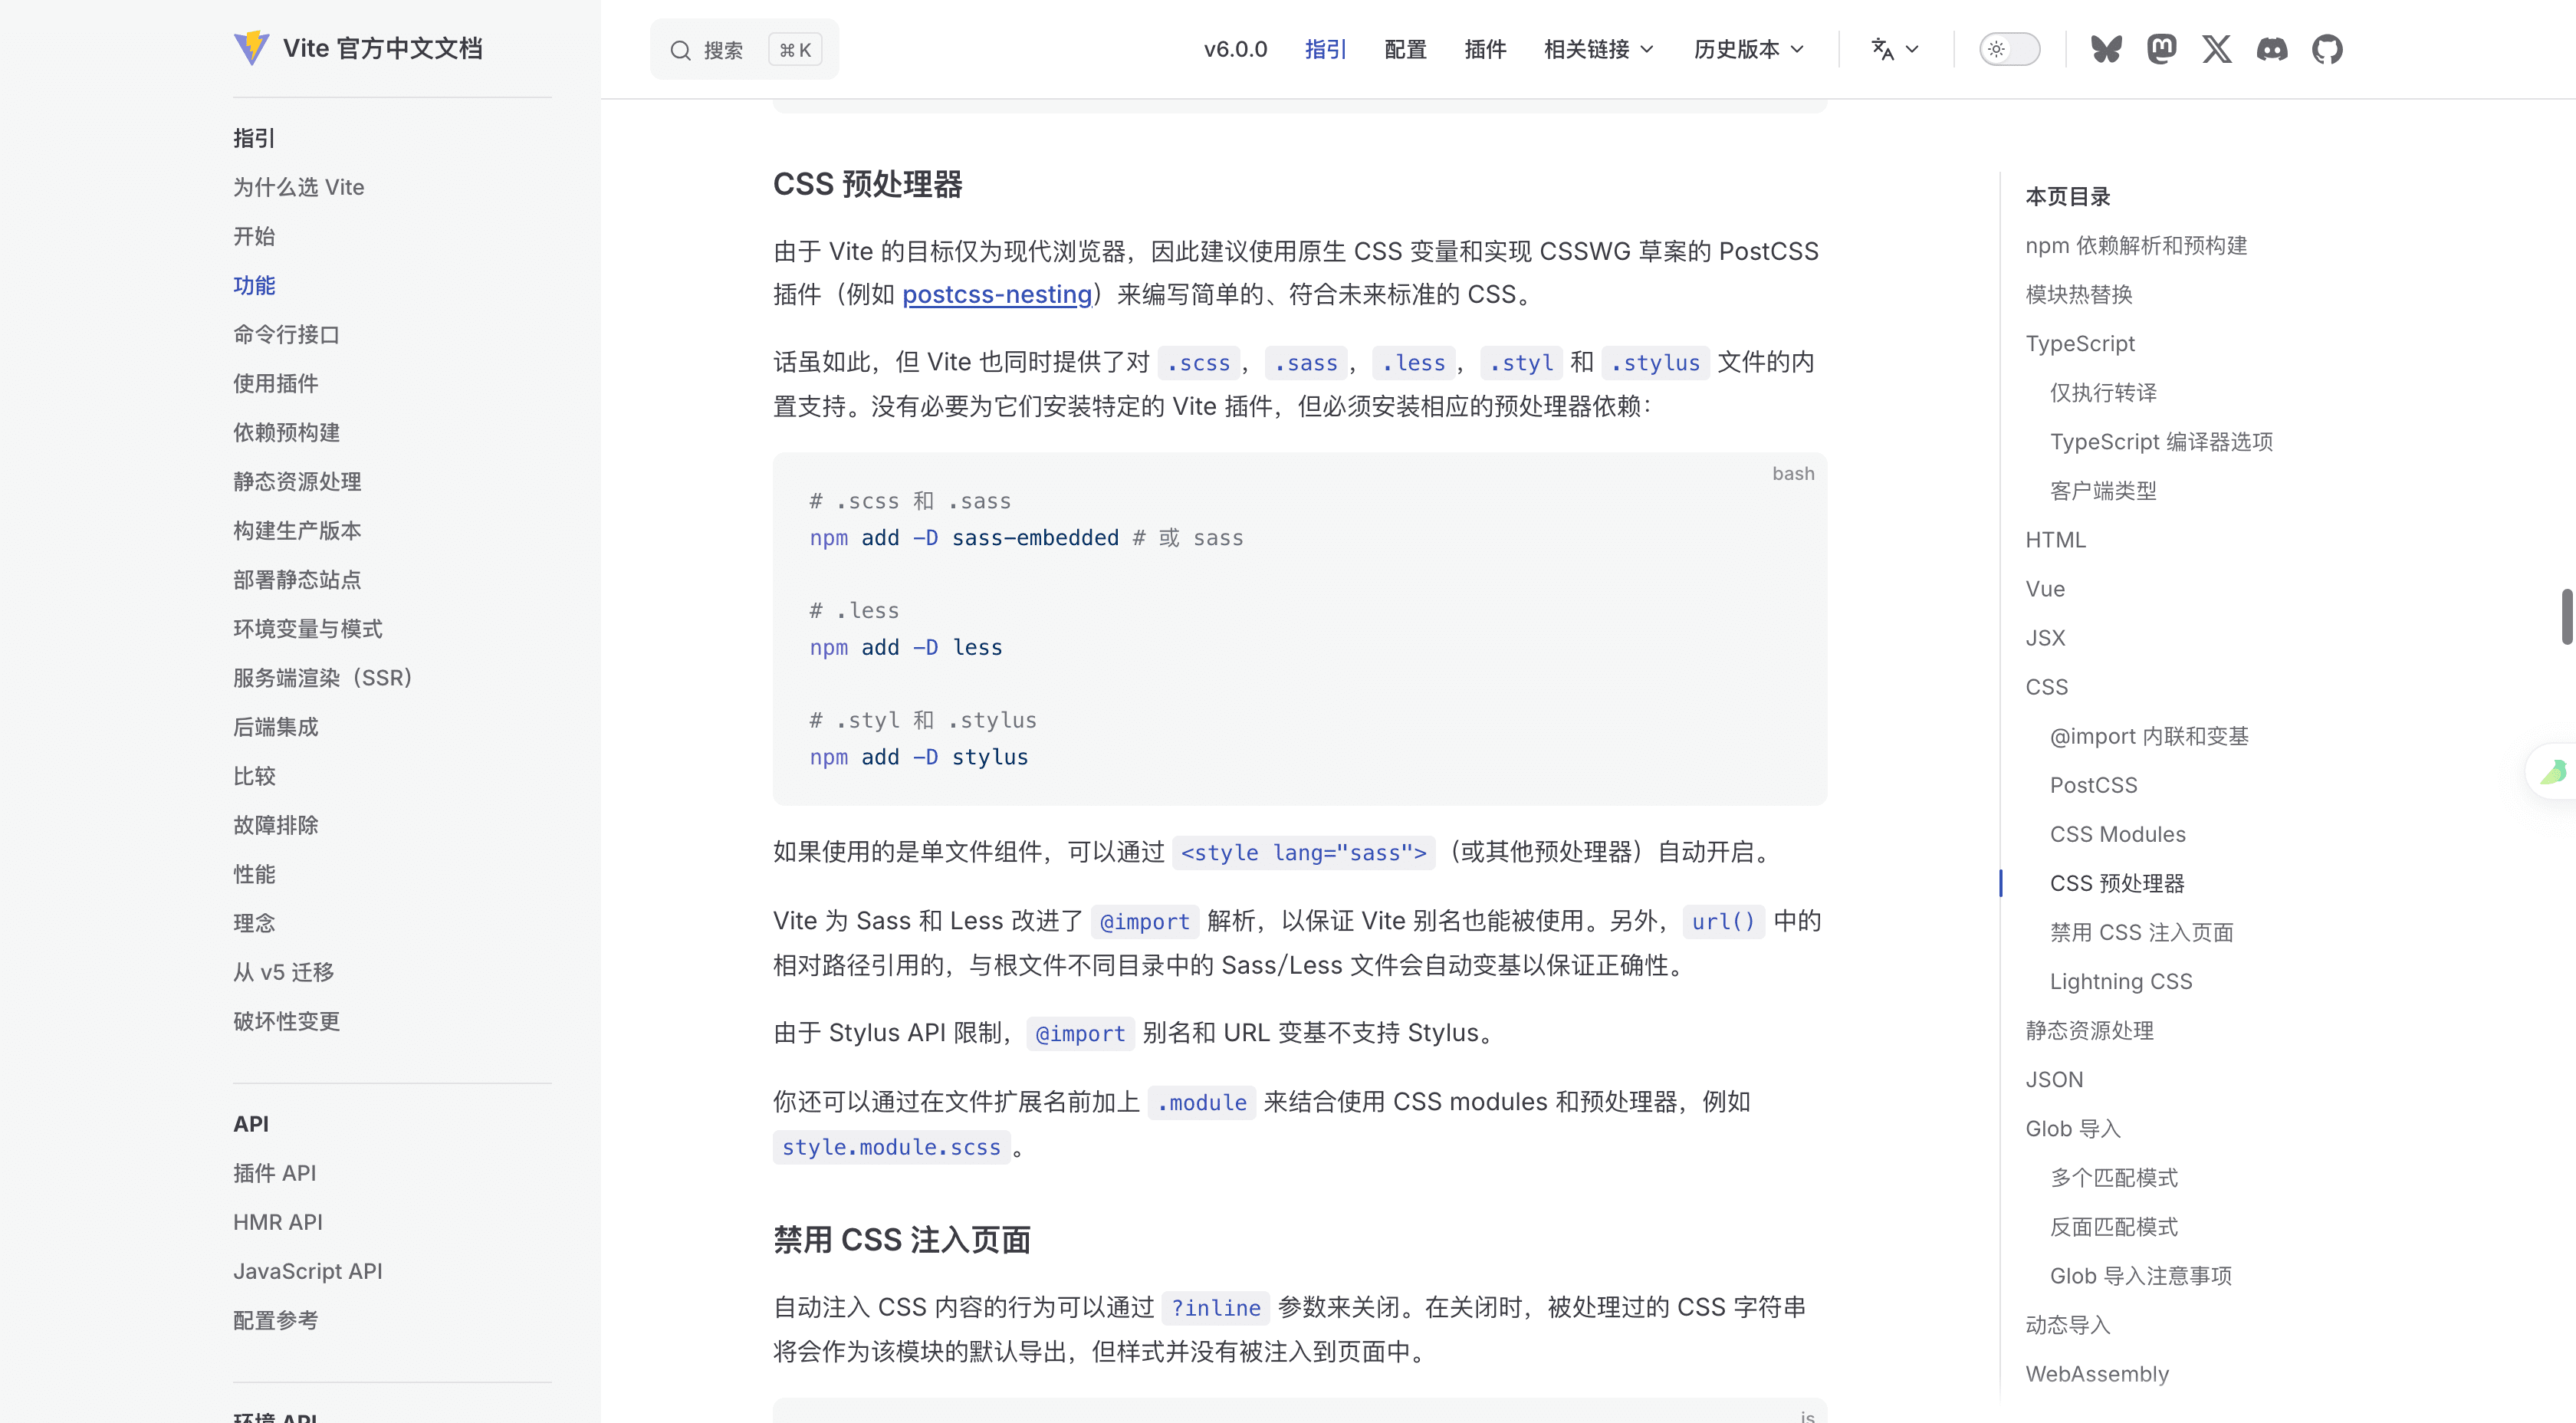 Vite 官方中文文档
搜索 ⌘ K
v6.0.0 指引 配置 插件 相关链接 历史版本
指引
为什么选 Vite
开始
功能
命令行接口
使用插件
依赖预构建
静态资源处理
构建生产版本
部署静态站点
环境变量与模式
服务端渲染（SSR）
后端集成
比较
故障排除
性能
理念
从 v5 迁移
破坏性变更
API
插件 API
HMR API
JavaScript API
配置参考
环境 API
CSS 预处理器
由于 Vite 的目标仅为现代浏览器，因此建议使用原生 CSS 变量和实现 CSSWG 草案的 PostCSS
插件（例如 postcss-nesting）来编写简单的、符合未来标准的 CSS。
话虽如此，但 Vite 也同时提供了对 .scss，.sass，.less，.styl 和 .stylus 文件的内
置支持。没有必要为它们安装特定的 Vite 插件，但必须安装相应的预处理器依赖：
bash
# .scss 和 .sass
npm add -D sass-embedded # 或 sass
# .less
npm add -D less
# .styl 和 .stylus
npm add -D stylus
如果使用的是单文件组件，可以通过 <style lang="sass">（或其他预处理器）自动开启。
Vite 为 Sass 和 Less 改进了 @import 解析，以保证 Vite 别名也能被使用。另外，url() 中的
相对路径引用的，与根文件不同目录中的 Sass/Less 文件会自动变基以保证正确性。
由于 Stylus API 限制，@import 别名和 URL 变基不支持 Stylus。
你还可以通过在文件扩展名前加上 .module 来结合使用 CSS modules 和预处理器，例如
style.module.scss。
禁用 CSS 注入页面
自动注入 CSS 内容的行为可以通过 ?inline 参数来关闭。在关闭时，被处理过的 CSS 字符串
将会作为该模块的默认导出，但样式并没有被注入到页面中。
js
本页目录
npm 依赖解析和预构建
模块热替换
TypeScript
仅执行转译
TypeScript 编译器选项
客户端类型
HTML
Vue
JSX
CSS
@import 内联和变基
PostCSS
CSS Modules
CSS 预处理器
禁用 CSS 注入页面
Lightning CSS
静态资源处理
JSON
Glob 导入
多个匹配模式
反面匹配模式
Glob 导入注意事项
动态导入
WebAssembly